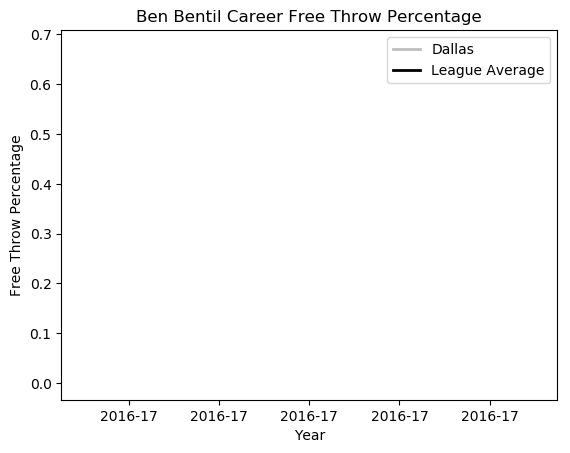 Ben Bentil Career Free Throw Percentage
Dallas
League Average
Free Throw Percentage
0.7
0.6
0.5
0.4
0.3
0.2
0.1
0.0
2016-17 2016-17 2016-17 2016-17 2016-17
Year